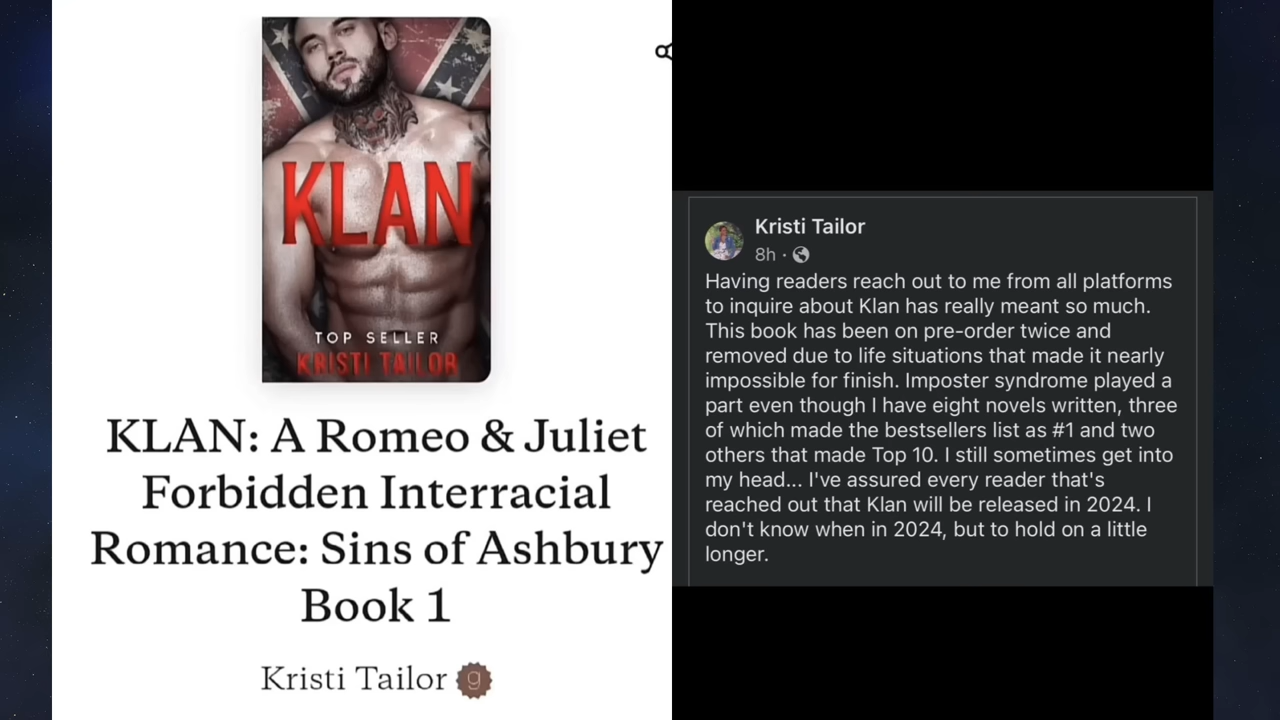 KLAN
TOP SELLER
KRISTI TAILOR
KLAN: A Romeo & Juliet
Forbidden Interracial
Romance: Sins of Ashbury
Book 1
Kristi Tailor g
Kristi Tailor
8h ·
Having readers reach out to me from all platforms
to inquire about Klan has really meant so much.
This book has been on pre-order twice and
removed due to life situations that made it nearly
impossible for finish. Imposter syndrome played a
part even though I have eight novels written, three
of which made the bestsellers list as #1 and two
others that made Top 10. I still sometimes get into
my head... I've assured every reader that's
reached out that Klan will be released in 2024. I
don't know when in 2024, but to hold on a little
longer.